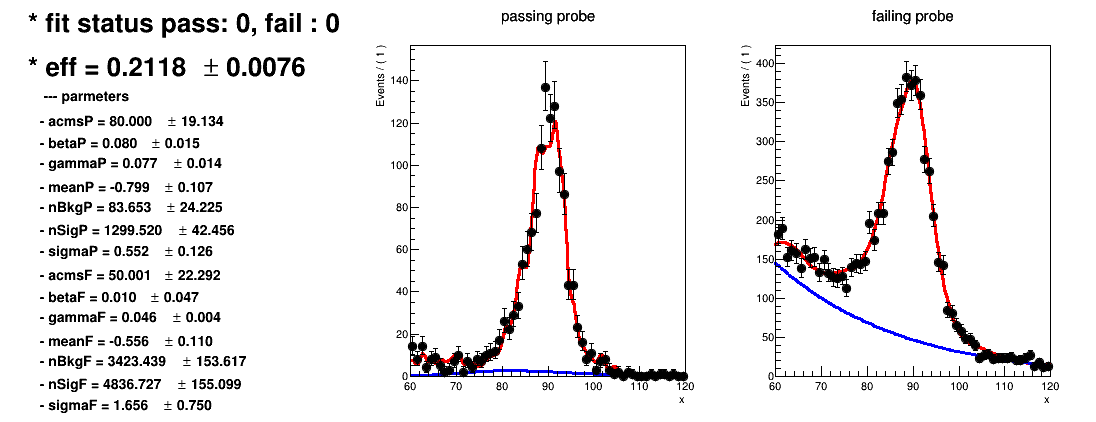 * fit status pass: 0, fail : 0
* eff = 0.2118 ± 0.0076
--- parmeters
- acmsP = 80.000 ± 19.134
- betaP = 0.080 ± 0.015
- gammaP = 0.077 ± 0.014
- meanP = -0.799 ± 0.107
- nBkgP = 83.653 ± 24.225
- nSigP = 1299.520 ± 42.456
- sigmaP = 0.552 ± 0.126
- acmsF = 50.001 ± 22.292
- betaF = 0.010 ± 0.047
- gammaF = 0.046 ± 0.004
- meanF = -0.556 ± 0.110
- nBkgF = 3423.439 ± 153.617
- nSigF = 4836.727 ± 155.099
- sigmaF = 1.656 ± 0.750
passing probe
Events / ( 1 )
140
120
100
80
60
40
20
0
60 70 80 90 100 110 120
x
failing probe
Events / ( 1 )
400
350
300
250
200
150
100
50
0
60 70 80 90 100 110 120
x